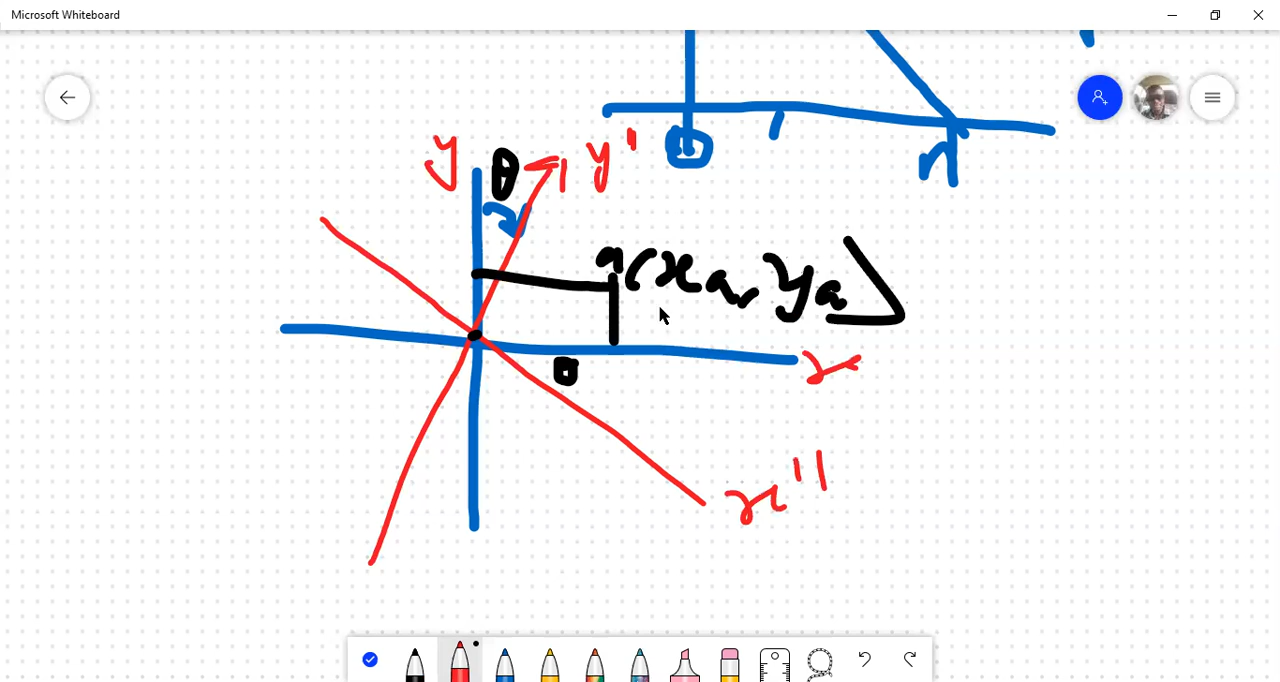 Microsoft Whiteboard
n
y θ y'
a(xa, ya)
x
x''